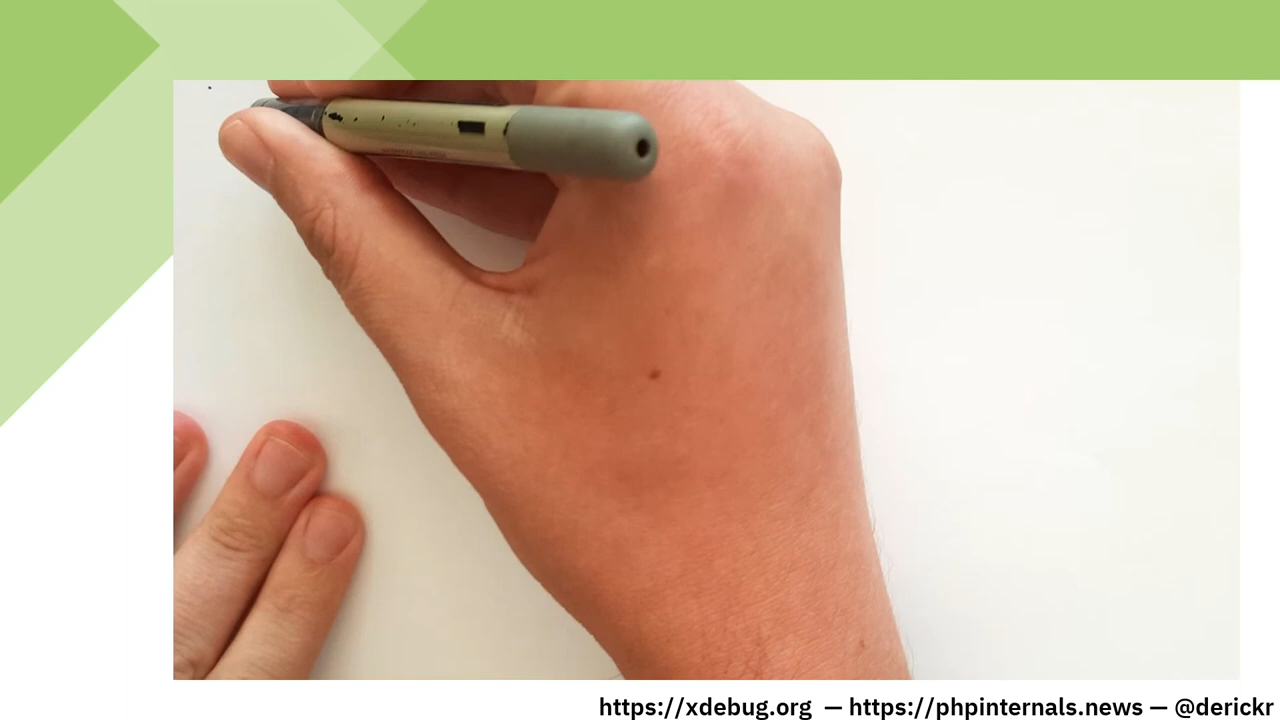 https://xdebug.org — https://phpinternals.news — @derickr